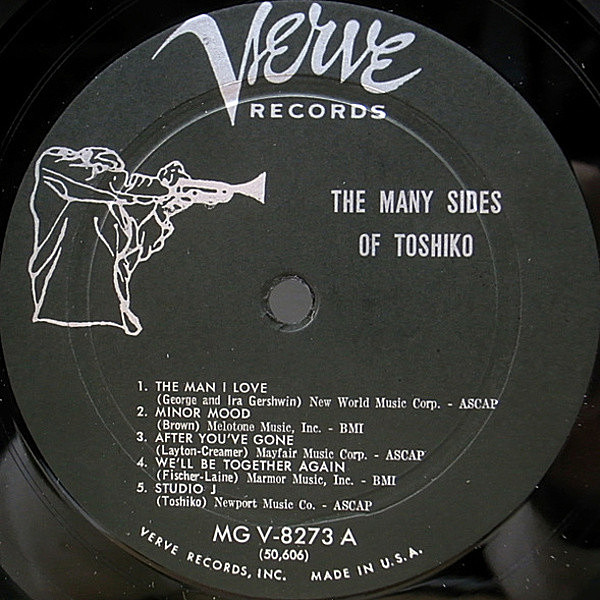 Verve
RECORDS
THE MANY SIDES
OF TOSHIKO
1. THE MAN I LOVE
(George and Ira Gershwin) New World Music Corp. - ASCAP
2. MINOR MOOD
(Brown) Melotone Music, Inc. - BMI
3. AFTER YOU'VE GONE
(Layton-Creamer) Mayfair Music Corp. - ASCAP
4. WE'LL BE TOGETHER AGAIN
(Fischer-Laine) Marmor Music, Inc. - BMI
5. STUDIO J
(Toshiko) Newport Music Co. - ASCAP
MG V-8273 A
(50,606)
VERVE RECORDS, INC. MADE IN U.S.A.